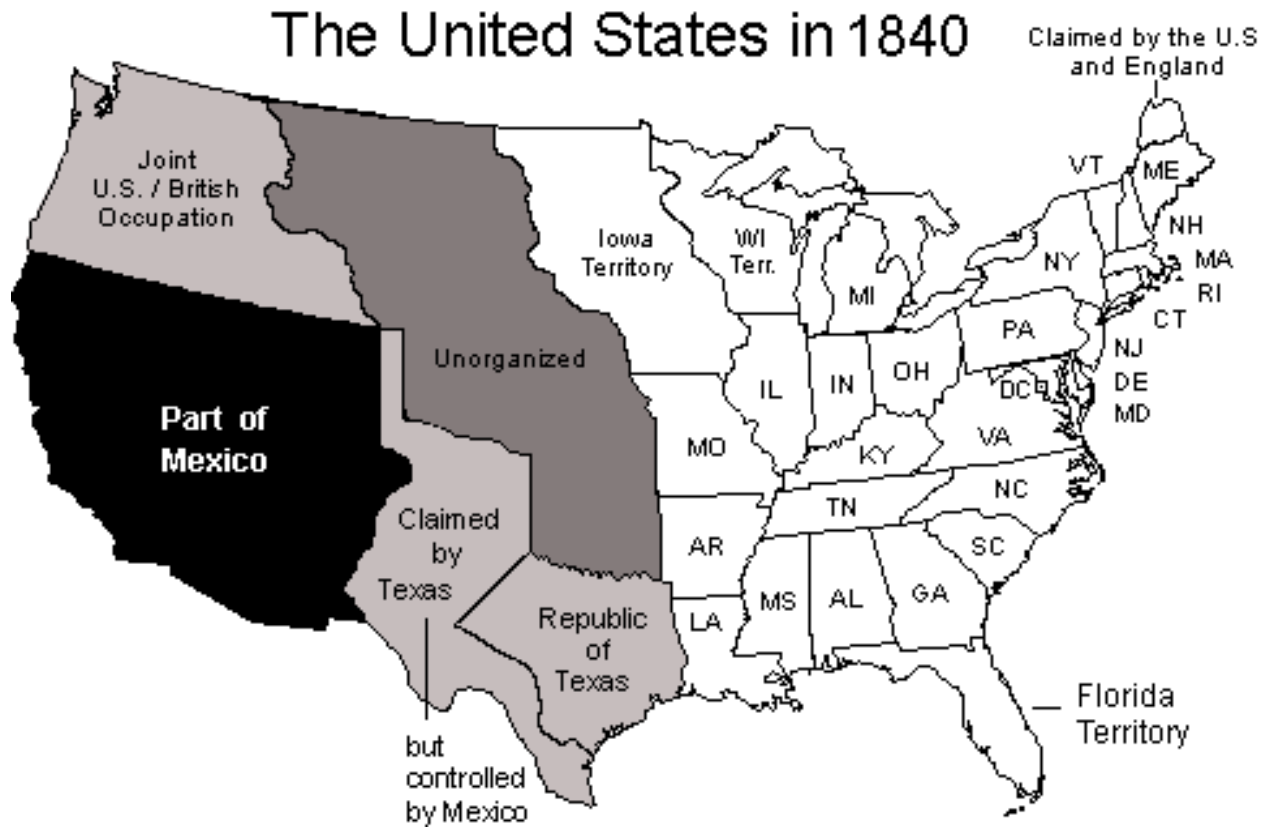 The United States in 1840
Claimed by the U.S
and England
Joint
U.S. / British
Occupation
Iowa
Territory
WI
Terr.
VT
ME
NH
MA
RI
CT
NY
MI
PA
NJ
DE
MD
DC
Unorganized
IL
IN
OH
Part of
Mexico
MO
KY
VA
NC
TN
Claimed
by
Texas
AR
SC
MS
AL
GA
LA
Republic
of
Texas
Florida
Territory
but
controlled
by Mexico